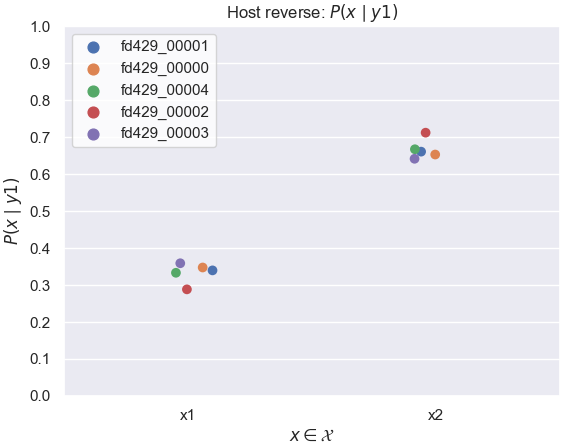 Host reverse: P(x | y1)
1.0
0.9
0.8
0.7
0.6
0.5
0.4
0.3
0.2
0.1
0.0
P(x | y1)
fd429_00001
fd429_00000
fd429_00004
fd429_00002
fd429_00003
x1 x2
x ∈ 𝒳